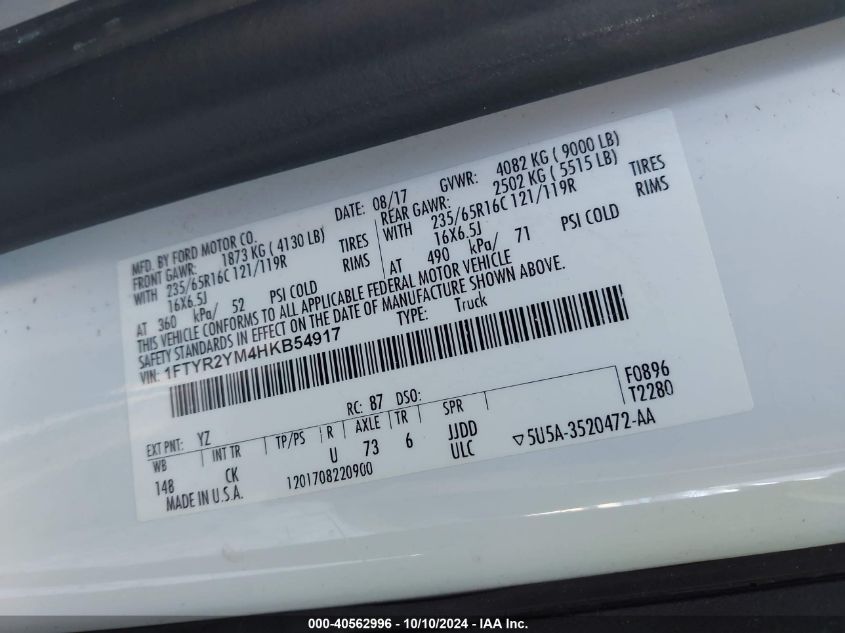 MFD. BY FORD MOTOR CO.
DATE: 08/17 GVWR: 4082 KG ( 9000 LB)
FRONT GAWR: 1873 KG ( 4130 LB)
REAR GAWR: 2502 KG ( 5515 LB)
WITH 235/65R16C 121/119R TIRES
WITH 235/65R16C 121/119R TIRES
16X6.5J RIMS
16X6.5J RIMS
AT 360 kPa/ 52 PSI COLD
AT 490 kPa/ 71 PSI COLD
THIS VEHICLE CONFORMS TO ALL APPLICABLE FEDERAL MOTOR VEHICLE
SAFETY STANDARDS IN EFFECT ON THE DATE OF MANUFACTURE SHOWN ABOVE.
VIN: 1FTYR2YM4HKB54917 TYPE: Truck
F0896
T2280
EXT PNT: YZ RC: 87 DSO:
WB INT TR TP/PS R AXLE TR SPR
148 CK U 73 6 JJDD
ULC
▽5U5A-3520472-AA
MADE IN U.S.A. 1201708220900
000-40562996 - 10/10/2024 - IAA Inc.